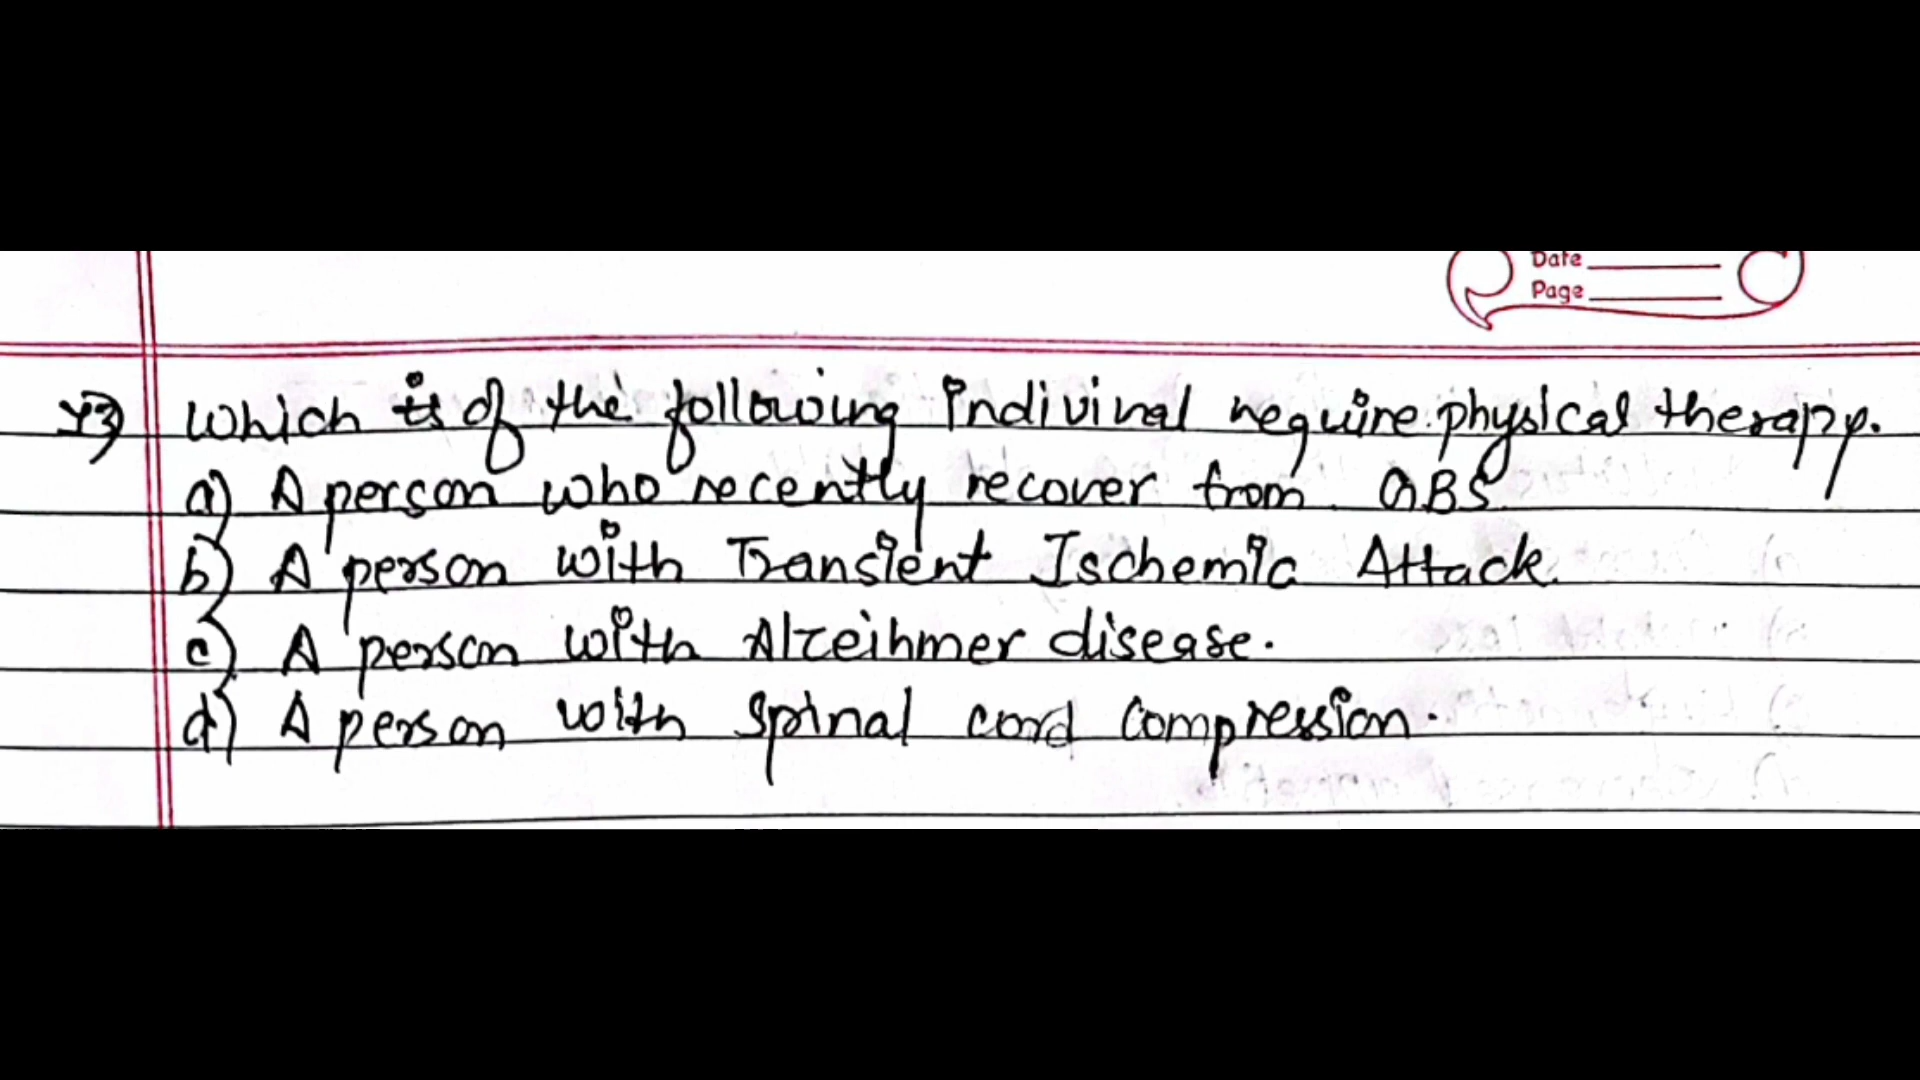 Date
Page
43) Which is of the following indivinal require physical therapy.
a) A person who recently recover from GBS.
b) A person with Transient Ischemic Attack.
c) A person with Alzeihmer disease.
d) A person with spinal cord compression.